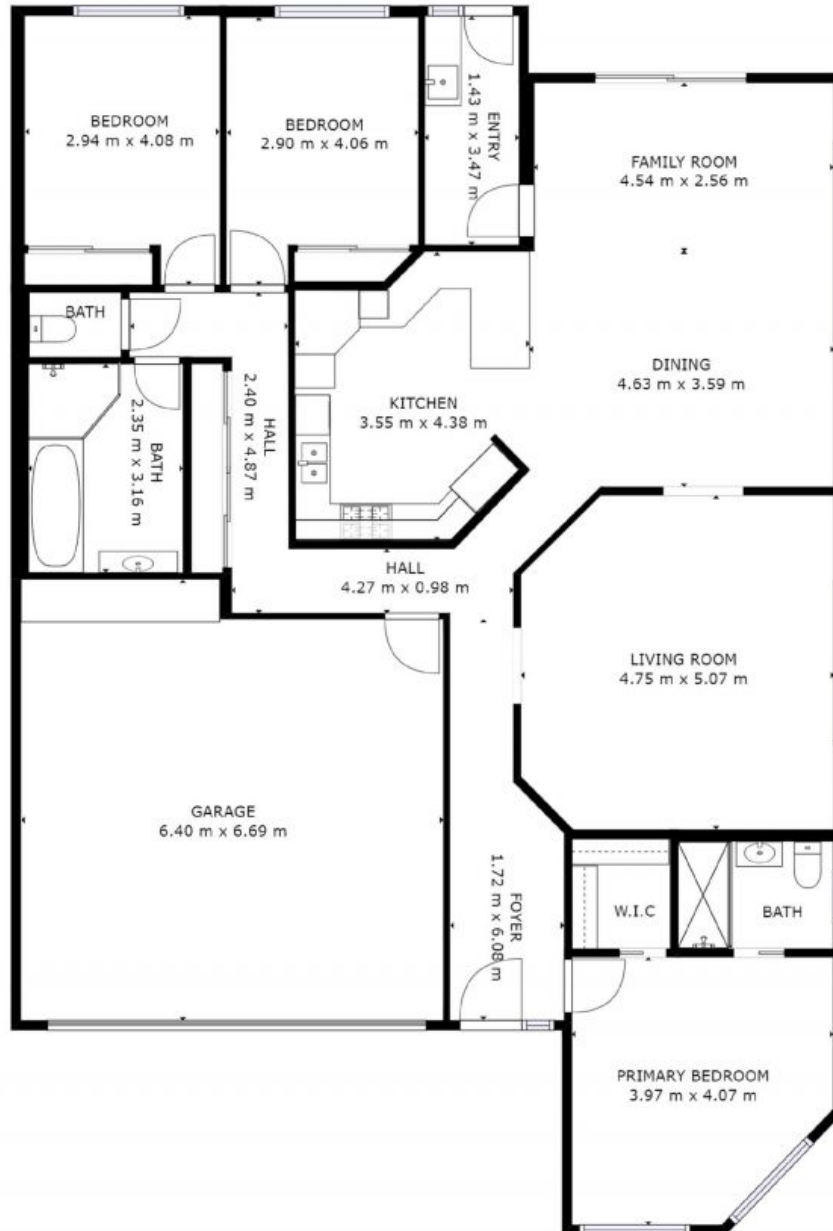 BEDROOM
2.94 m x 4.08 m
BEDROOM
2.90 m x 4.06 m
ENTRY
1.43 m x 3.47 m
FAMILY ROOM
4.54 m x 2.56 m
BATH
BATH
2.35 m x 3.16 m
HALL
2.40 m x 4.87 m
KITCHEN
3.55 m x 4.38 m
DINING
4.63 m x 3.59 m
HALL
4.27 m x 0.98 m
LIVING ROOM
4.75 m x 5.07 m
GARAGE
6.40 m x 6.69 m
FOYER
1.72 m x 6.08 m
W.I.C
BATH
PRIMARY BEDROOM
3.97 m x 4.07 m